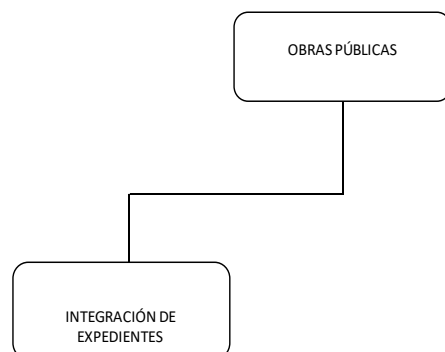 OBRAS PÚBLICAS
INTEGRACIÓN DE
EXPEDIENTES